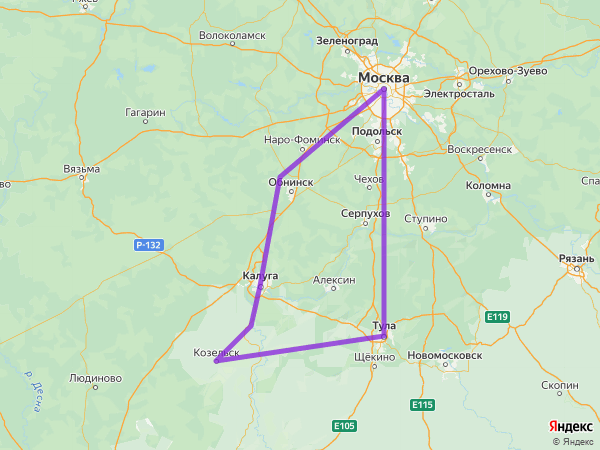 Ржев
Волоколамск
Зеленоград
Москва
Орехово-Зуево
Электросталь
Гагарин
Подольск
Наро-Фоминск
Воскресенск
Вязьма
Обнинск
Чехов
Коломна
Спа
Серпухов
Ступино
Р-132
Рязань
Калуга
Алексин
E119
Тула
Козельск
Щёкино
Новомосковск
Людиново
р. Десна
Скопин
E115
E105
Яндекс
© Яндекс